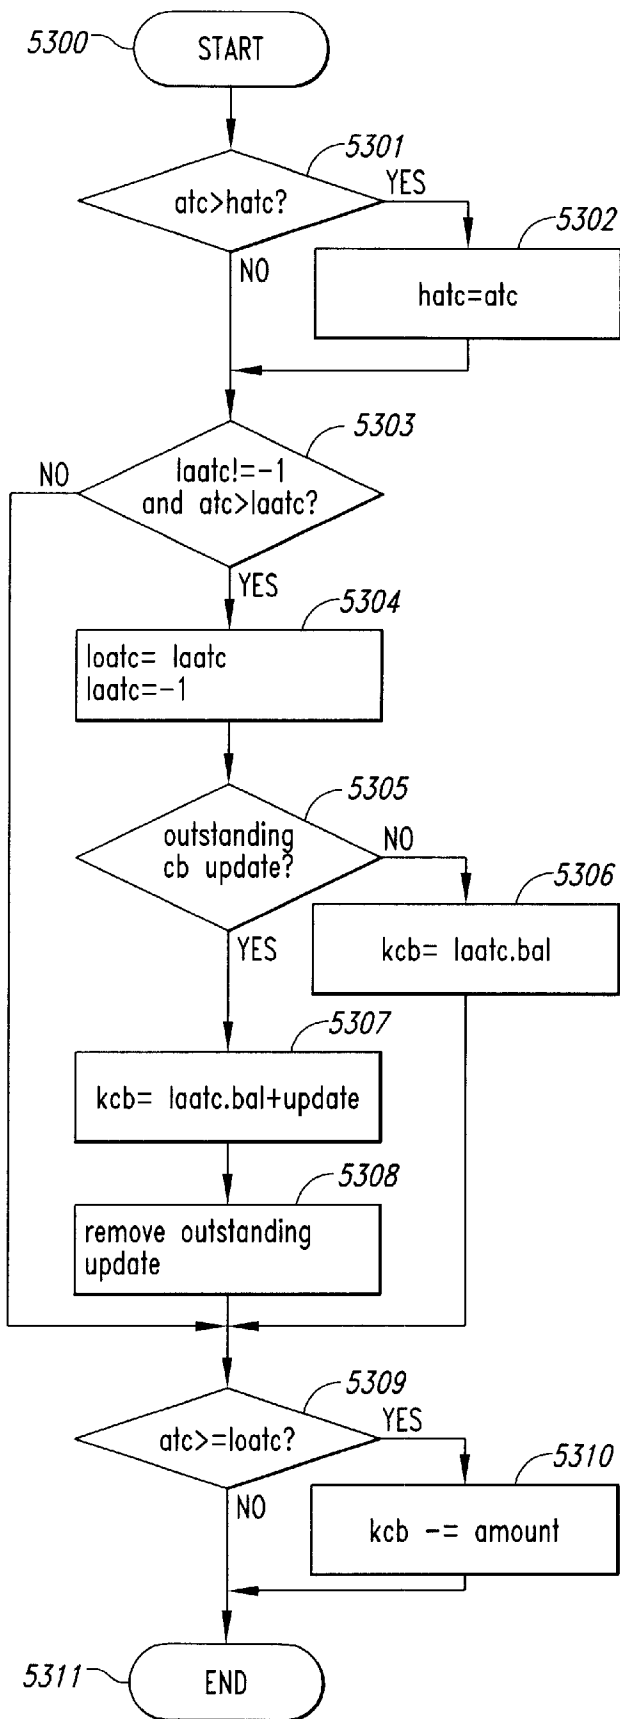 5300
START
5301
atc>hatc?
YES
5302
hatc=atc
NO
5303
NO
laatc!=-1
and atc>laatc?
YES
5304
loatc= laatc
laatc=-1
5305
outstanding
cb update?
NO
5306
kcb= laatc.bal
YES
5307
kcb= laatc.bal+update
5308
remove outstanding
update
5309
atc>=loatc?
YES
5310
kcb -= amount
NO
5311
END